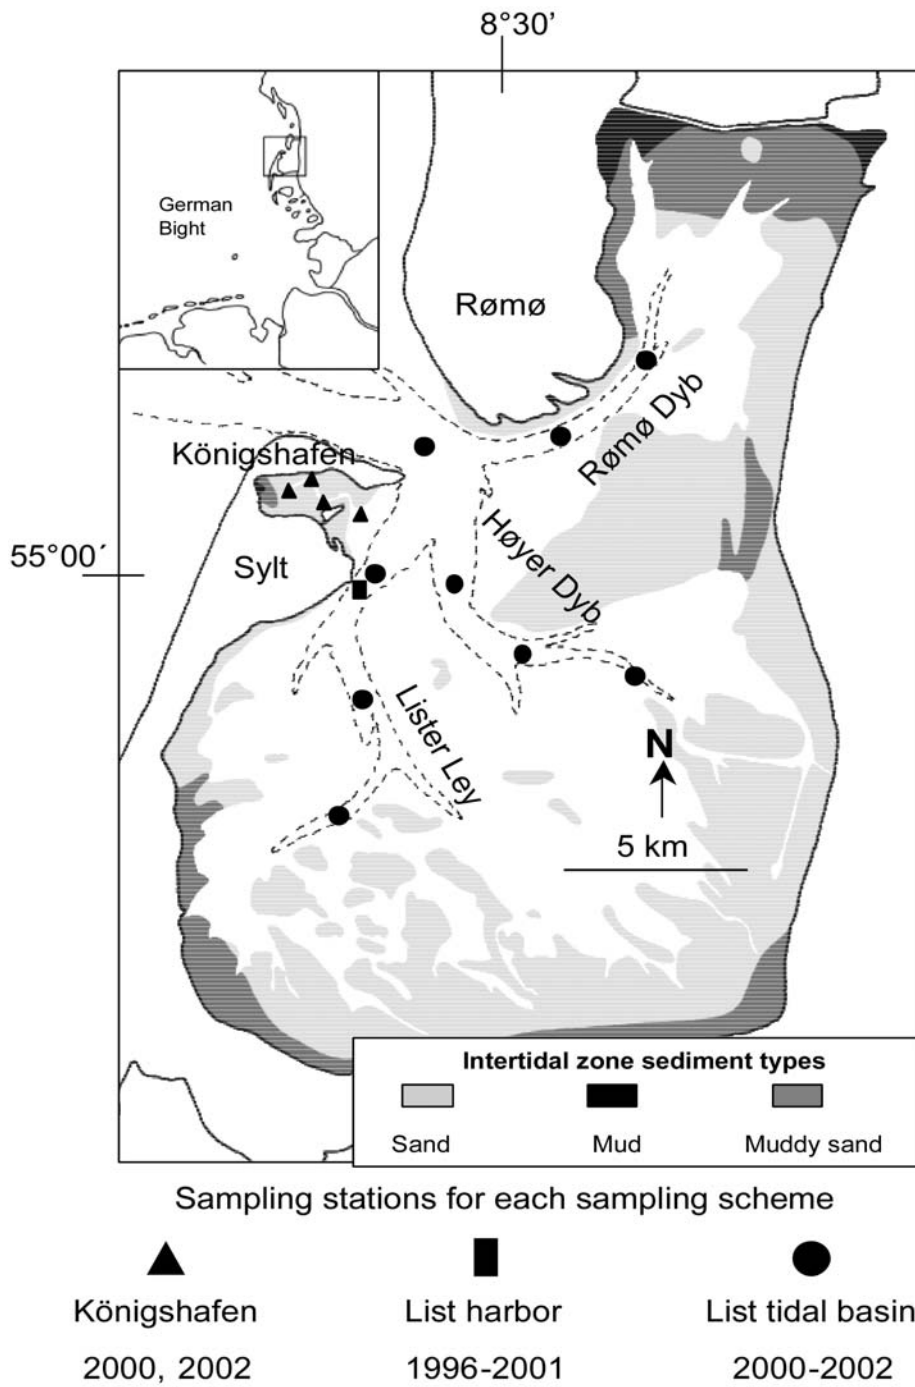 8°30'
German
Bight
Rømø
Rømø Dyb
Königshafen
Høyer Dyb
55°00´
Sylt
Lister Ley
N
5 km
Intertidal zone sediment types
Sand Mud Muddy sand
Sampling stations for each sampling scheme
Königshafen List harbor List tidal basin
2000, 2002 1996-2001 2000-2002